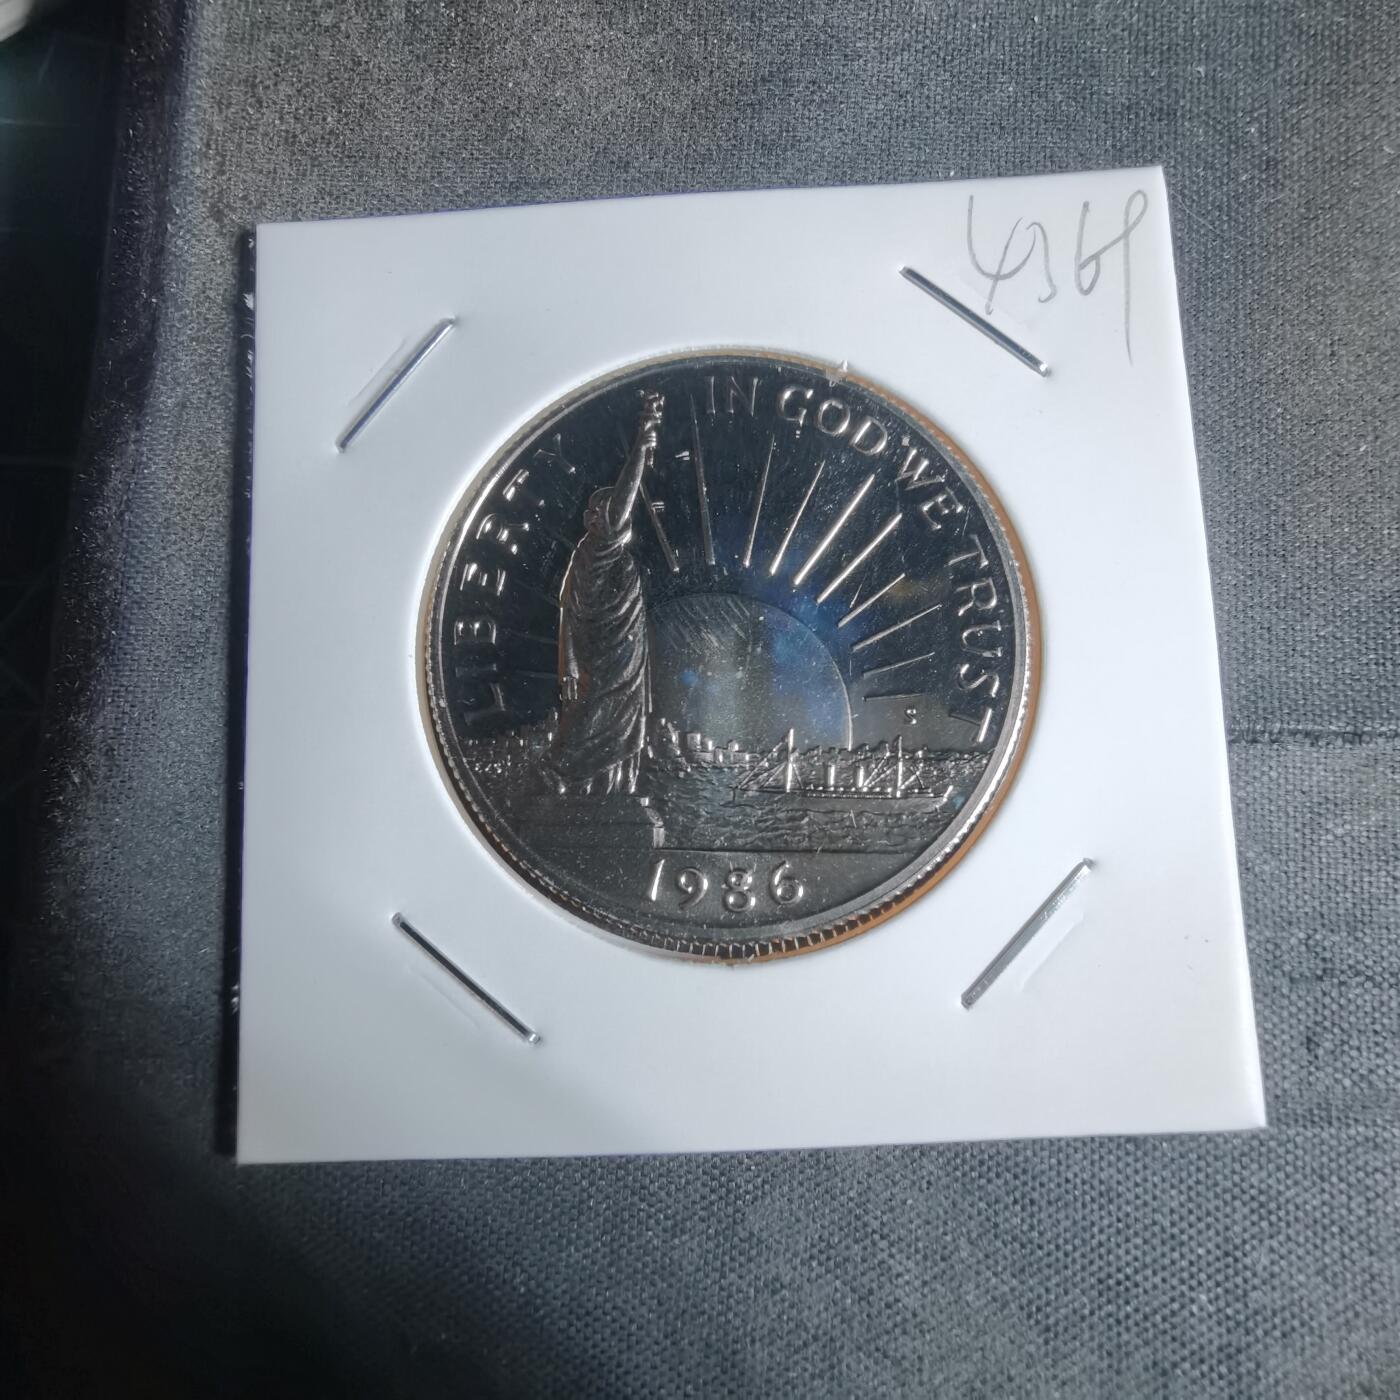 4369
LIBERTY
IN GOD WE TRUST
S
1986